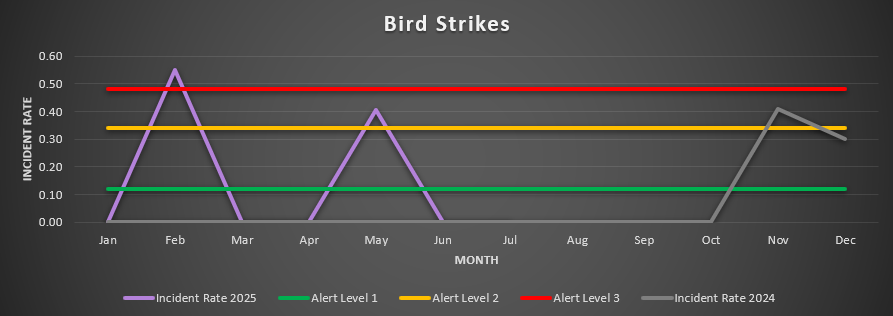 Bird Strikes
0.60
0.50
0.40
0.30
0.20
0.10
0.00
INCIDENT RATE
Jan Feb Mar Apr May Jun Jul Aug Sep Oct Nov Dec
MONTH
Incident Rate 2025 Alert Level 1 Alert Level 2 Alert Level 3 Incident Rate 2024